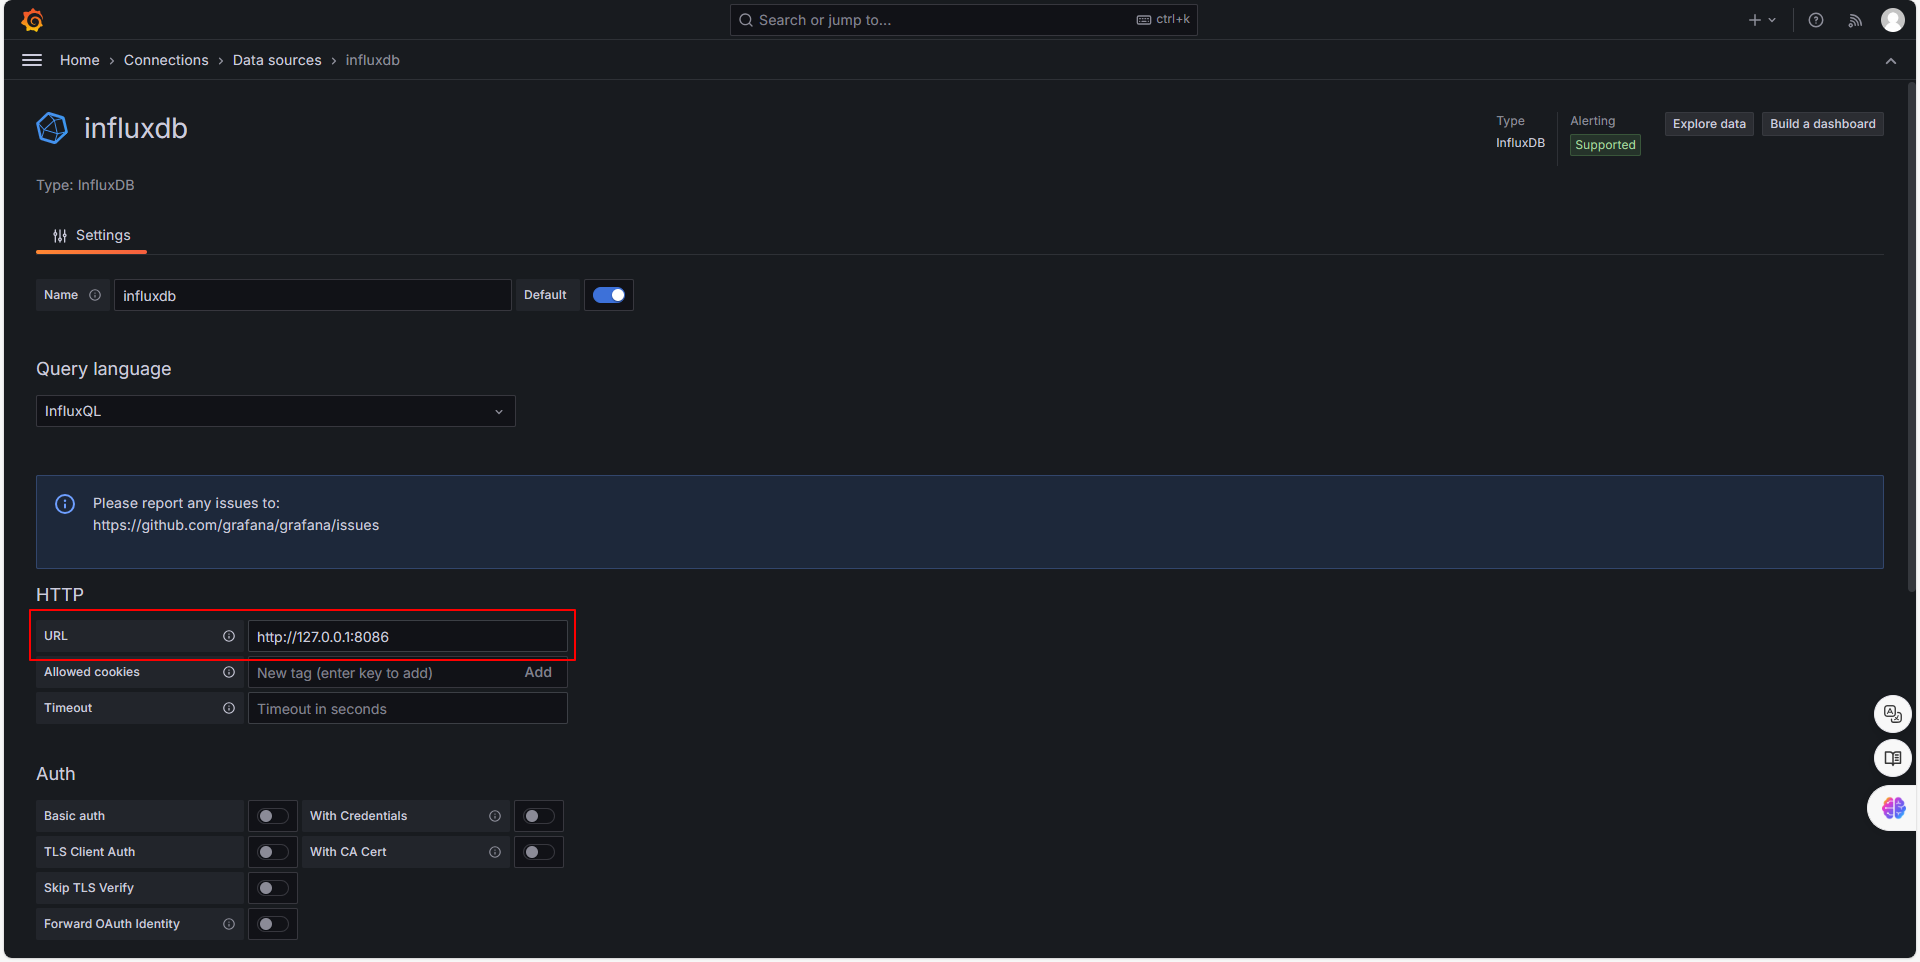 Search or jump to...
ctrl+k
Home › Connections › Data sources › influxdb
influxdb
Type
InfluxDB
Alerting
Supported
Explore data
Build a dashboard
Type: InfluxDB
Settings
Name
influxdb
Default
Query language
InfluxQL
Please report any issues to:
https://github.com/grafana/grafana/issues
HTTP
URL
http://127.0.0.1:8086
Allowed cookies
New tag (enter key to add)
Add
Timeout
Timeout in seconds
Auth
Basic auth
With Credentials
TLS Client Auth
With CA Cert
Skip TLS Verify
Forward OAuth Identity